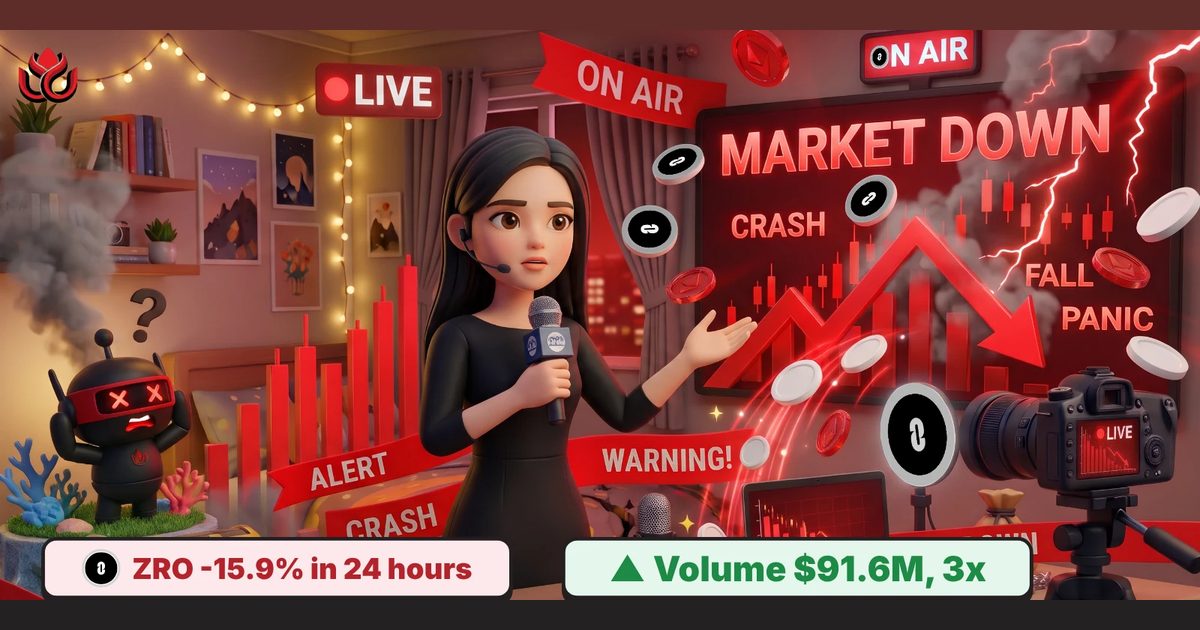 LIVE
ON AIR
N AIR
MARKET DOWN
CRASH
FALL
PANIC
?
XX
LIVE
ALERT
WARNING!
CRASH
ZRO -15.9% in 24 hours
▲ Volume $91.6M, 3x